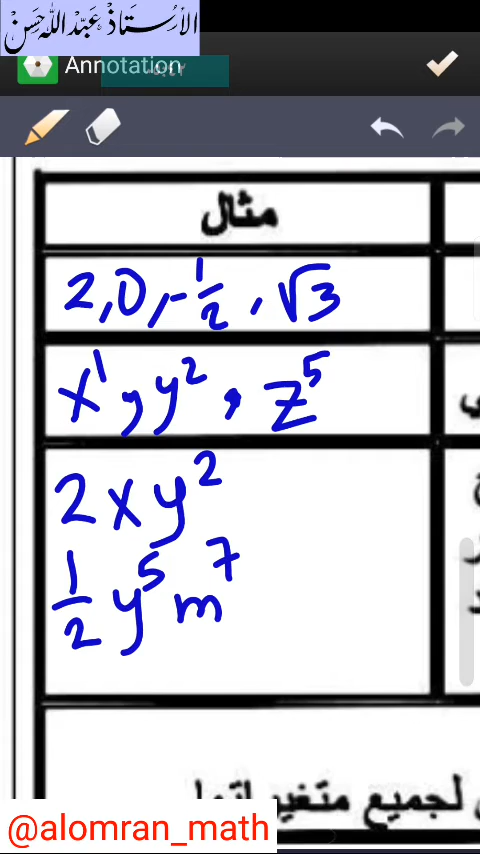 الأستاذ عبدالله حسن
Annotation
مثال
2,0,-1/2,√3
x¹,y²,z⁵
2xy²
1/2 y⁵m⁷
لجميع متغيراتها
@alomran_math